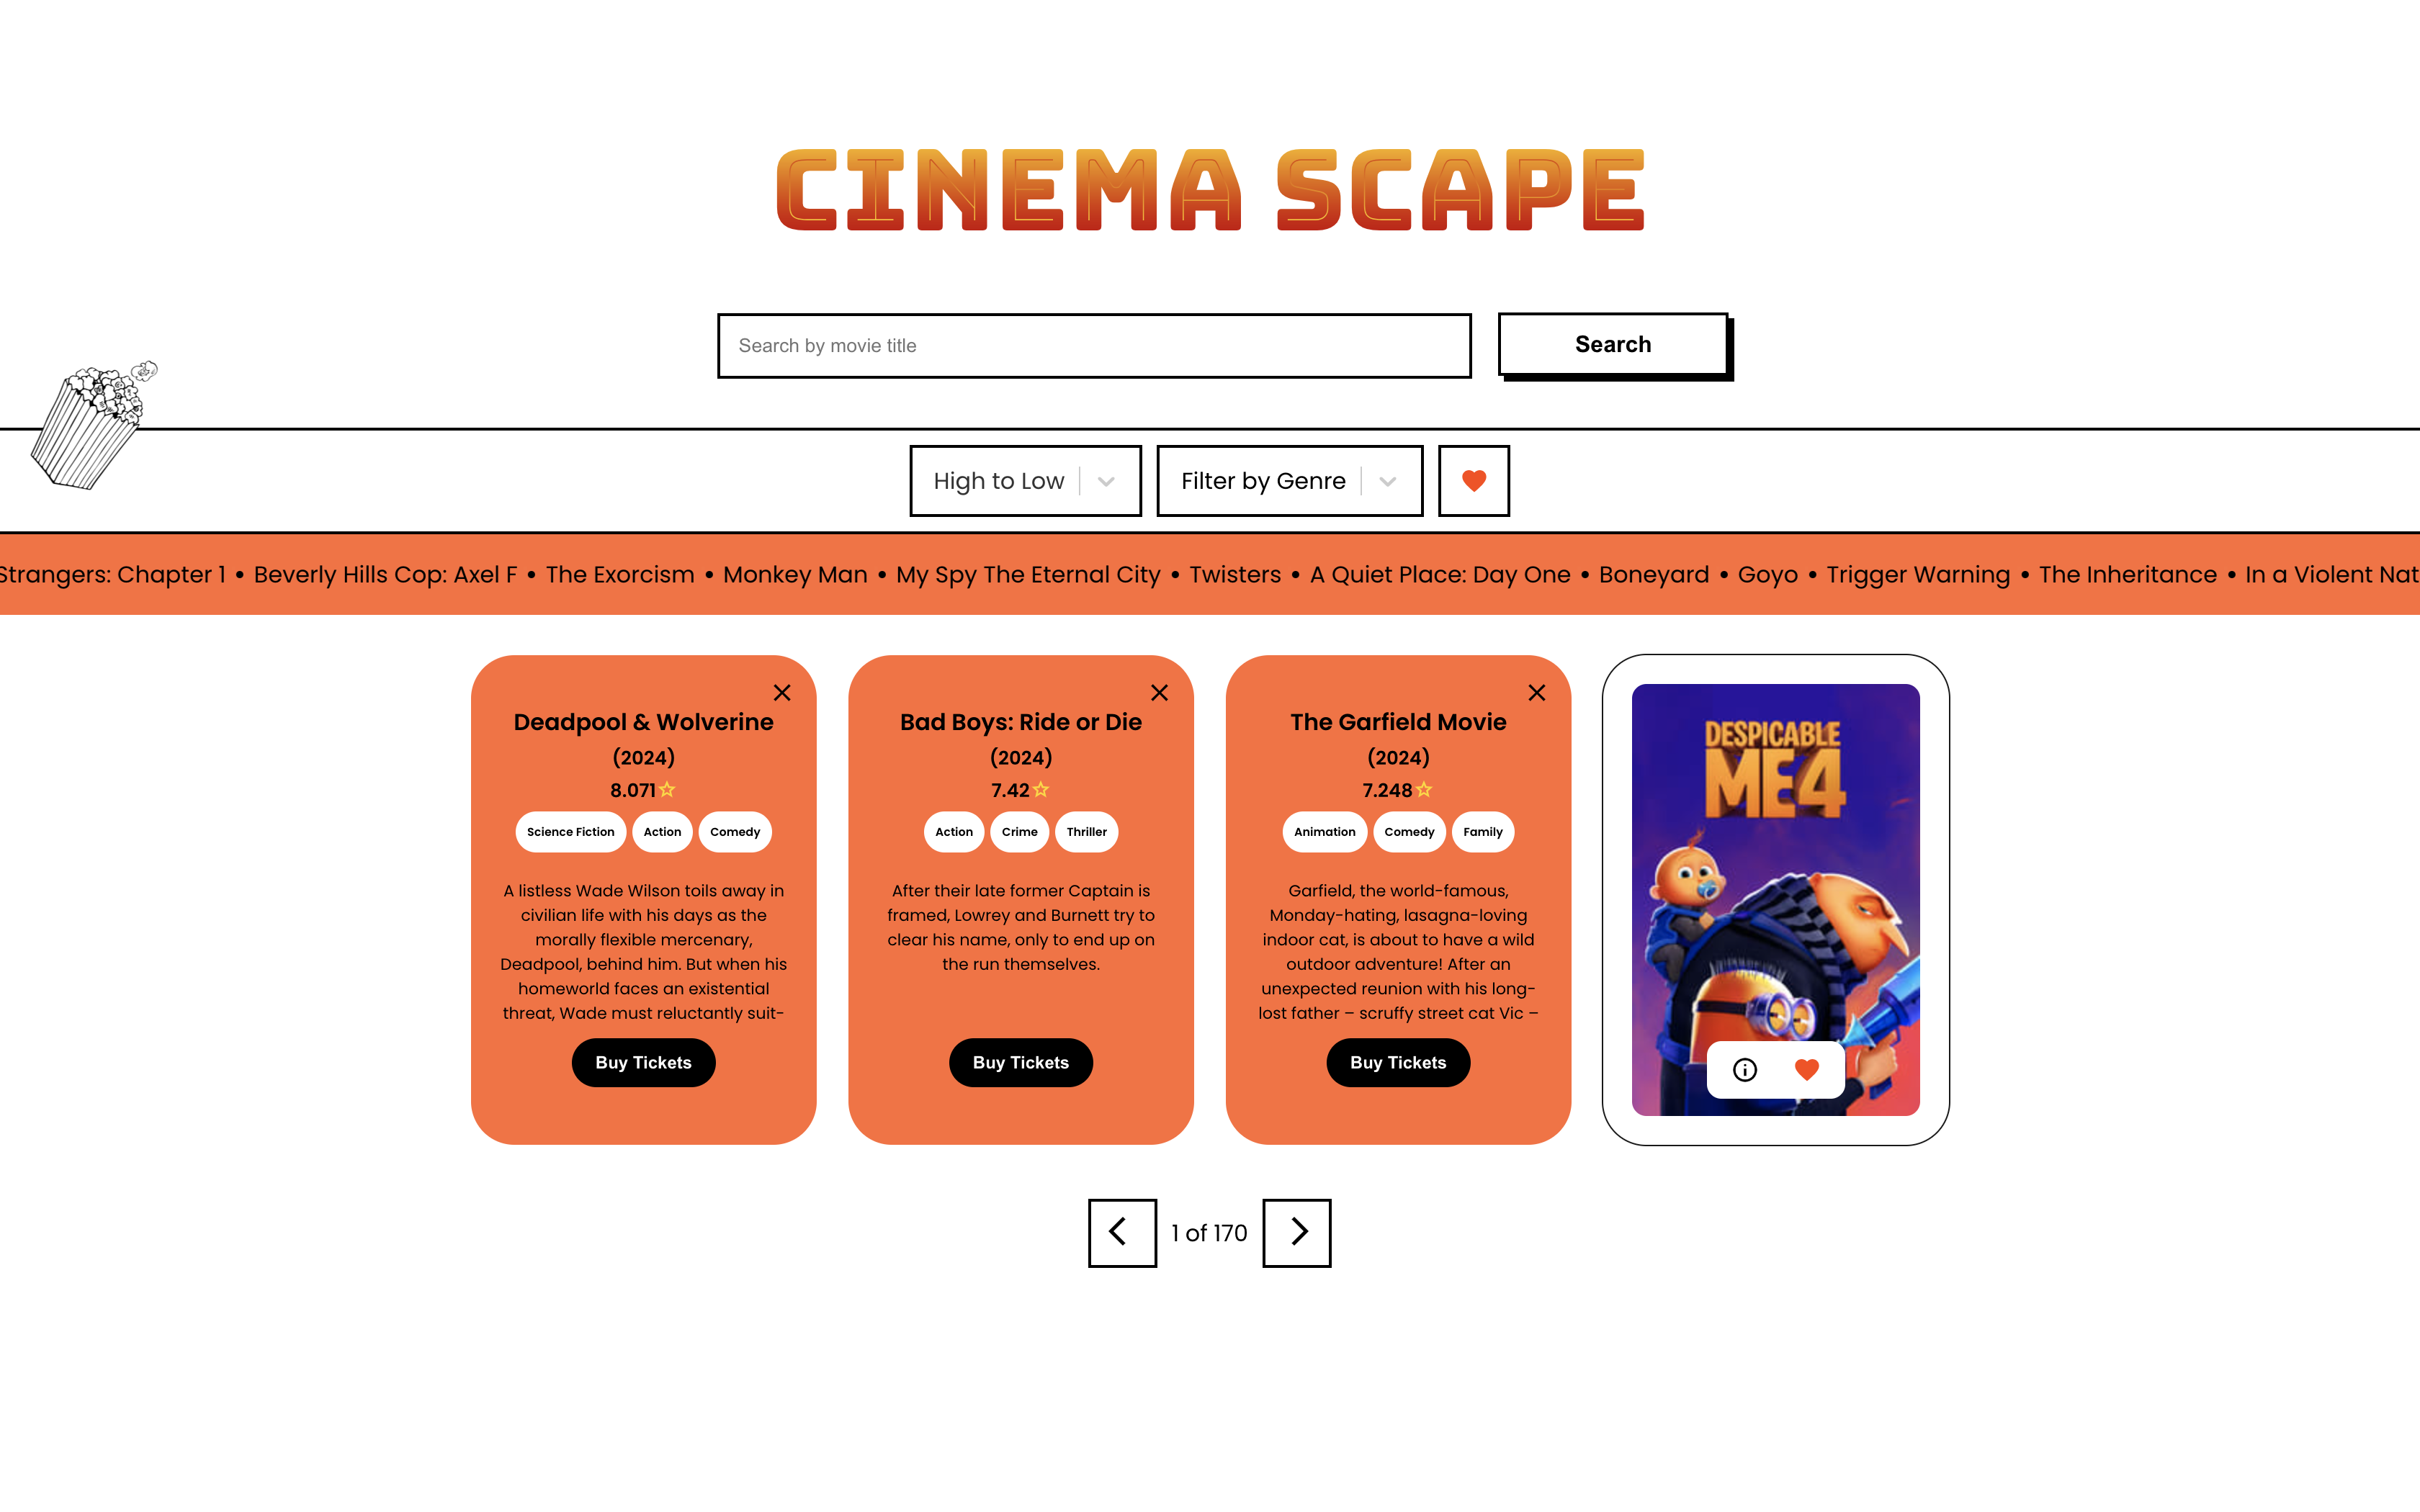 CINEMA SCAPE
Search by movie title
Search
High to Low
Filter by Genre
Strangers: Chapter 1 • Beverly Hills Cop: Axel F • The Exorcism • Monkey Man • My Spy The Eternal City • Twisters • A Quiet Place: Day One • Boneyard • Goyo • Trigger Warning • The Inheritance • In a Violent Nat
Deadpool & Wolverine
(2024)
8.071
Science Fiction
Action
Comedy
A listless Wade Wilson toils away in
civilian life with his days as the
morally flexible mercenary,
Deadpool, behind him. But when his
homeworld faces an existential
threat, Wade must reluctantly suit-
Buy Tickets
Bad Boys: Ride or Die
(2024)
7.42
Action
Crime
Thriller
After their late former Captain is
framed, Lowrey and Burnett try to
clear his name, only to end up on
the run themselves.
Buy Tickets
The Garfield Movie
(2024)
7.248
Animation
Comedy
Family
Garfield, the world-famous,
Monday-hating, lasagna-loving
indoor cat, is about to have a wild
outdoor adventure! After an
unexpected reunion with his long-
lost father – scruffy street cat Vic –
Buy Tickets
DESPICABLE
ME4
1 of 170